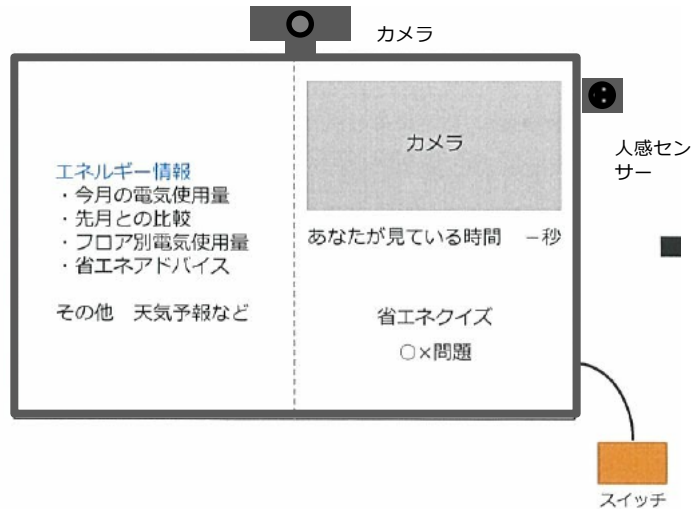 カメラ
人感セン
サー
エネルギー情報
・今月の電気使用量
・先月との比較
・フロア別電気使用量
・省エネアドバイス
その他　天気予報など
カメラ
あなたが見ている時間　－秒
省エネクイズ
○×問題
スイッチ